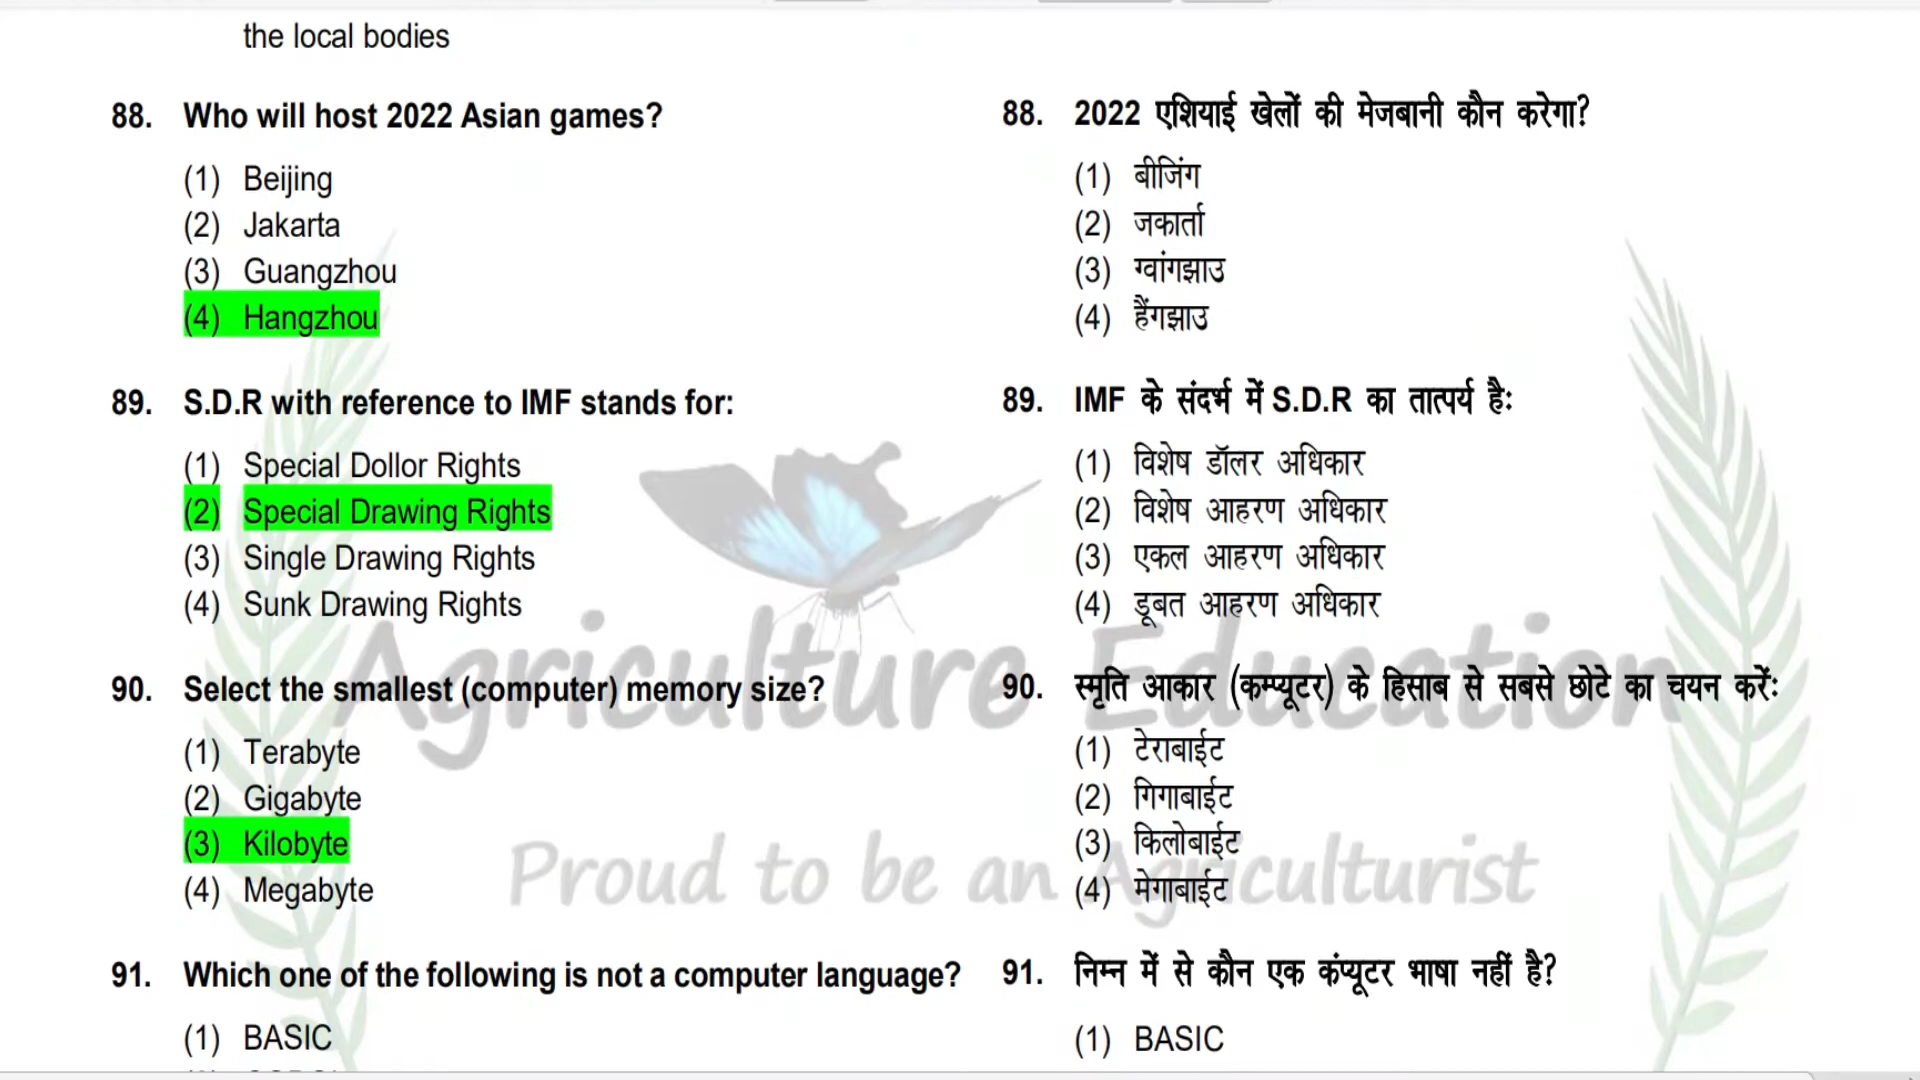 the local bodies
88. Who will host 2022 Asian games?
(1) Beijing
(2) Jakarta
(3) Guangzhou
(4) Hangzhou
89. S.D.R with reference to IMF stands for:
(1) Special Dollor Rights
(2) Special Drawing Rights
(3) Single Drawing Rights
(4) Sunk Drawing Rights
90. Select the smallest (computer) memory size?
(1) Terabyte
(2) Gigabyte
(3) Kilobyte
(4) Megabyte
91. Which one of the following is not a computer language?
(1) BASIC
88. 2022 एशियाई खेलों की मेजबानी कौन करेगा?
(1) बीजिंग
(2) जकार्ता
(3) ग्वांगझाउ
(4) हैंगझाउ
89. IMF के संदर्भ में S.D.R का तात्पर्य है:
(1) विशेष डॉलर अधिकार
(2) विशेष आहरण अधिकार
(3) एकल आहरण अधिकार
(4) डूबत आहरण अधिकार
90. स्मृति आकार (कम्प्यूटर) के हिसाब से सबसे छोटे का चयन करें:
(1) टेराबाईट
(2) गिगाबाईट
(3) किलोबाईट
(4) मेगाबाईट
91. निम्न में से कौन एक कंप्यूटर भाषा नहीं है?
(1) BASIC
Agriculture Education
Proud to be an Agriculturist